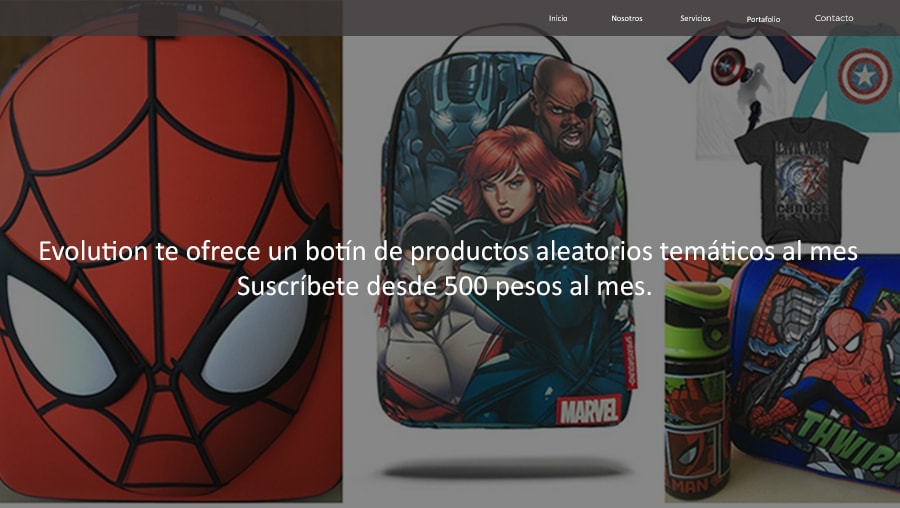 Inicio
Nosotros
Servicios
Portafolio
Contacto
CIVIL WAR
Evolution te ofrece un botín de productos aleatorios temáticos al mes
Suscríbete desde 500 pesos al mes.
SPRAYGROUND
MARVEL
THWIP!
MAN